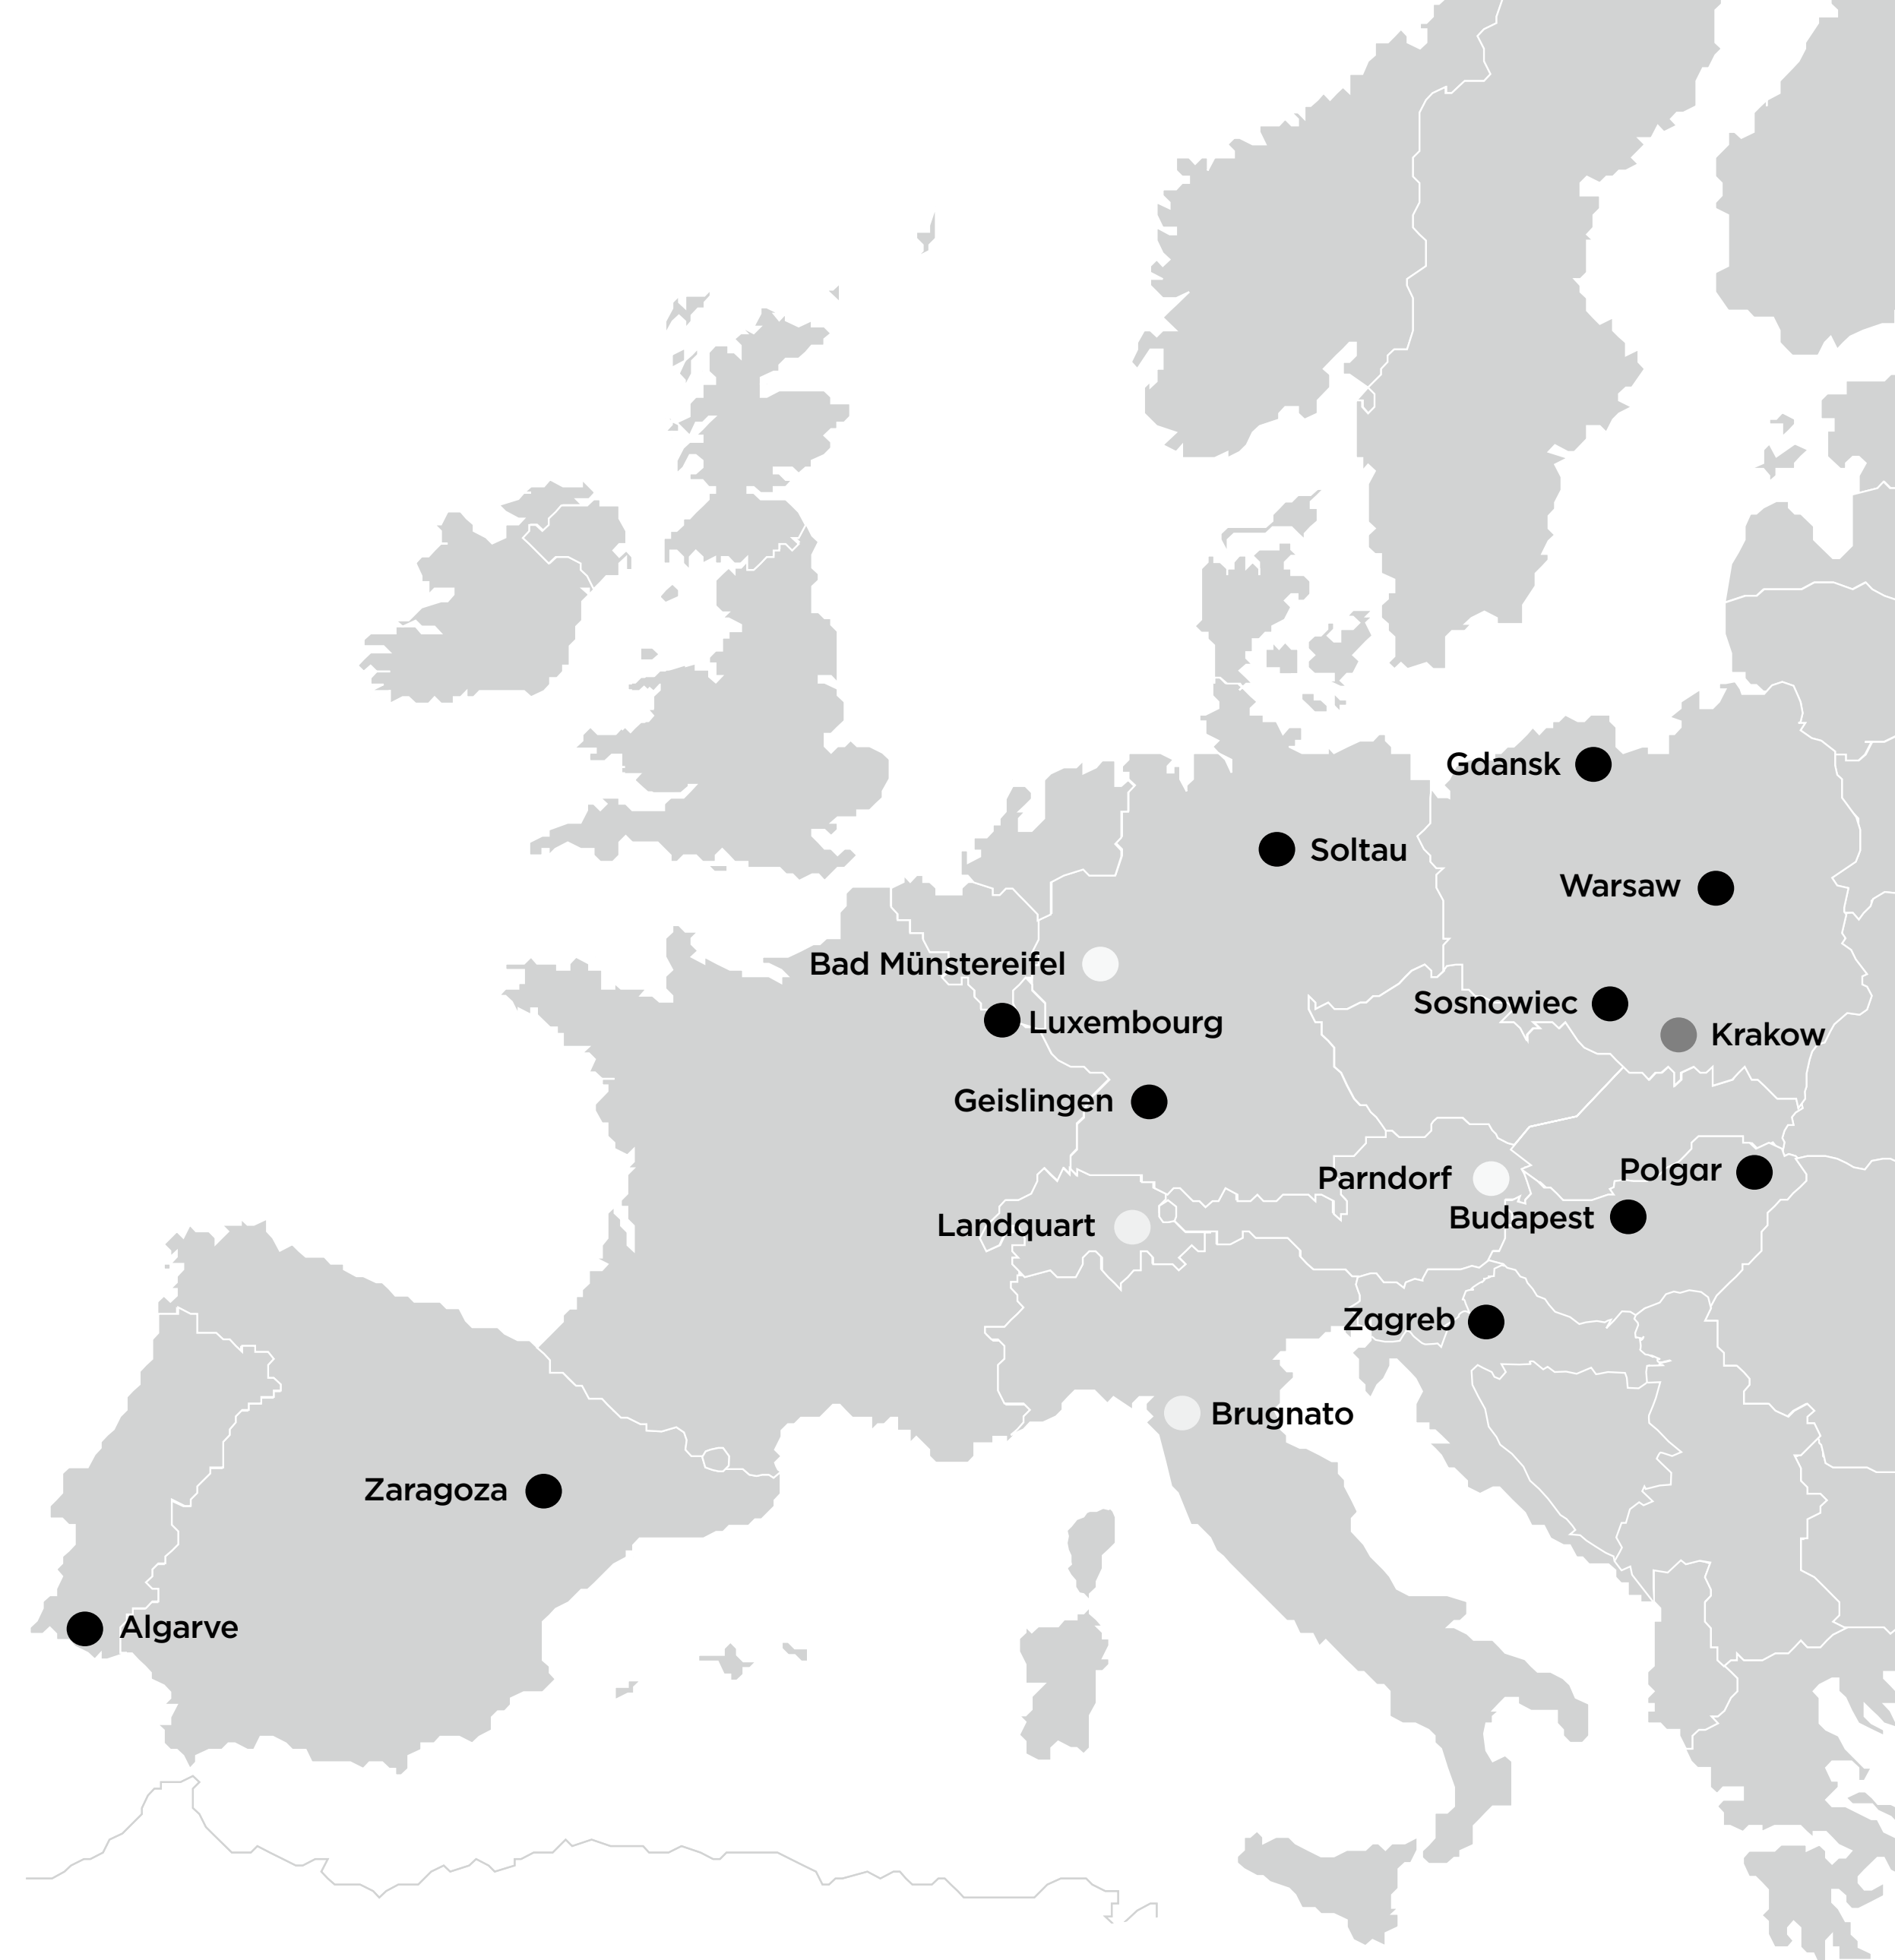 Gdansk
Soltau
Warsaw
Bad Münstereifel
Sosnowiec
Luxembourg
Krakow
Geislingen
Polgar
Parndorf
Budapest
Landquart
Zagreb
Brugnato
Zaragoza
Algarve